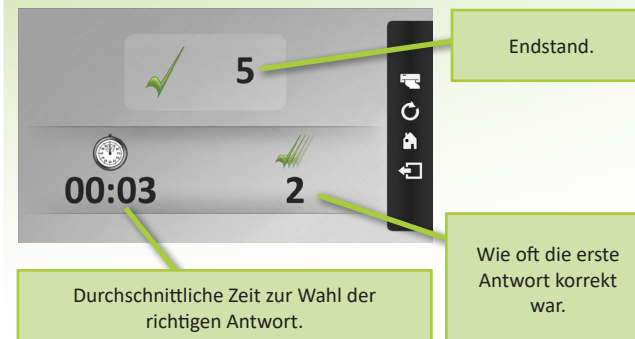 5
Endstand.
00:03
2
Wie oft die erste
Antwort korrekt
war.
Durchschnittliche Zeit zur Wahl der
richtigen Antwort.